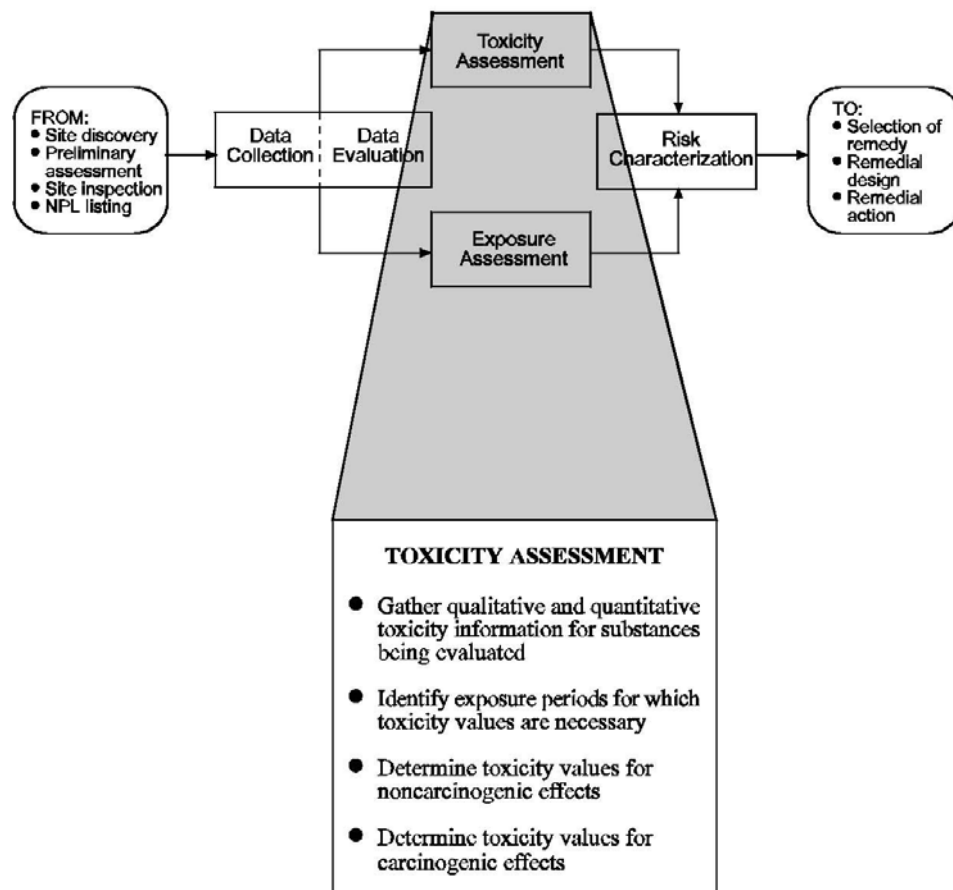 FROM:
● Site discovery
● Preliminary
assessment
● Site inspection
● NPL listing
Data
Collection
Data
Evaluation
Toxicity
Assessment
Exposure
Assessment
Risk
Characterization
TO:
● Selection of
remedy
● Remedial
design
● Remedial
action
TOXICITY ASSESSMENT
● Gather qualitative and quantitative
toxicity information for substances
being evaluated
● Identify exposure periods for which
toxicity values are necessary
● Determine toxicity values for
noncarcinogenic effects
● Determine toxicity values for
carcinogenic effects